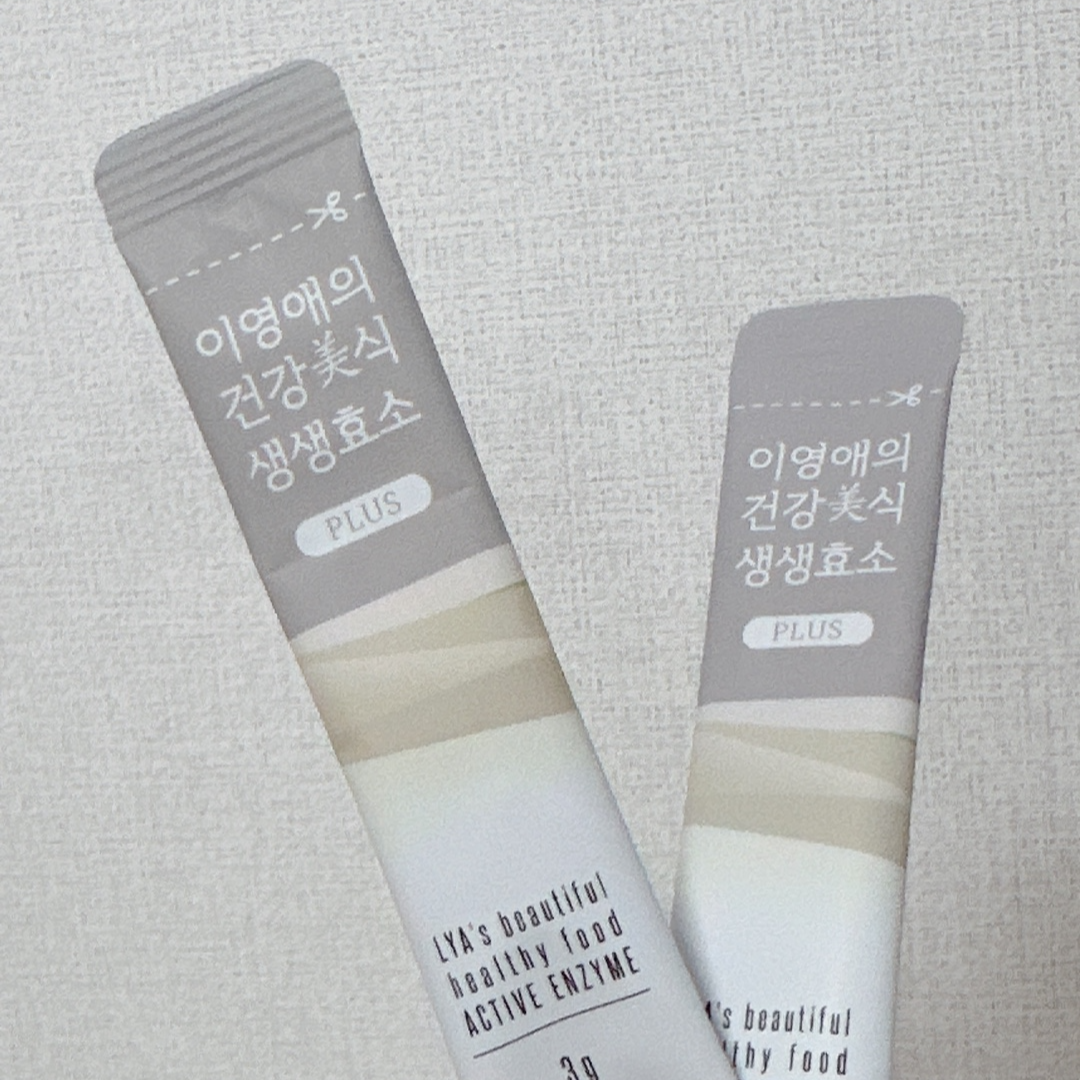 이영애의
건강美식
생생효소
PLUS
LYA's beautiful
healthy food
ACTIVE ENZYME
3g
이영애의
건강美식
생생효소
PLUS
's beautiful
thy food